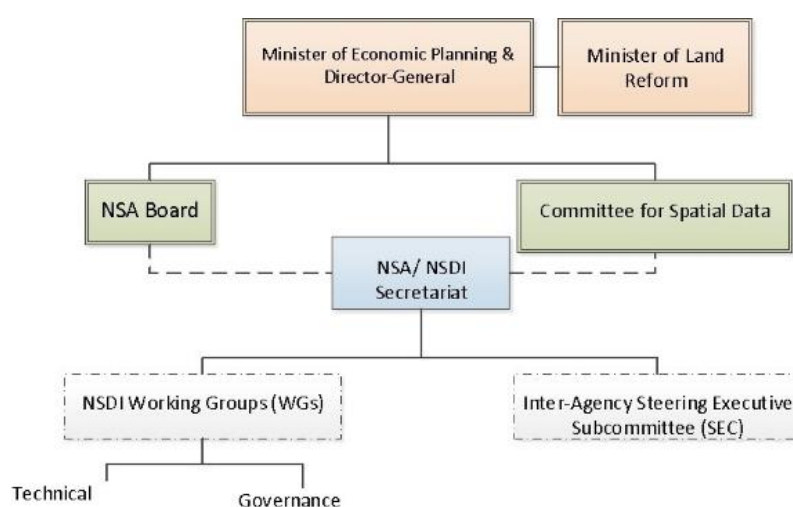 Minister of Economic Planning &
Director-General
Minister of Land
Reform
NSA Board
Committee for Spatial Data
NSA/ NSDI
Secretariat
NSDI Working Groups (WGs)
Inter-Agency Steering Executive
Subcommittee (SEC)
Technical
Governance